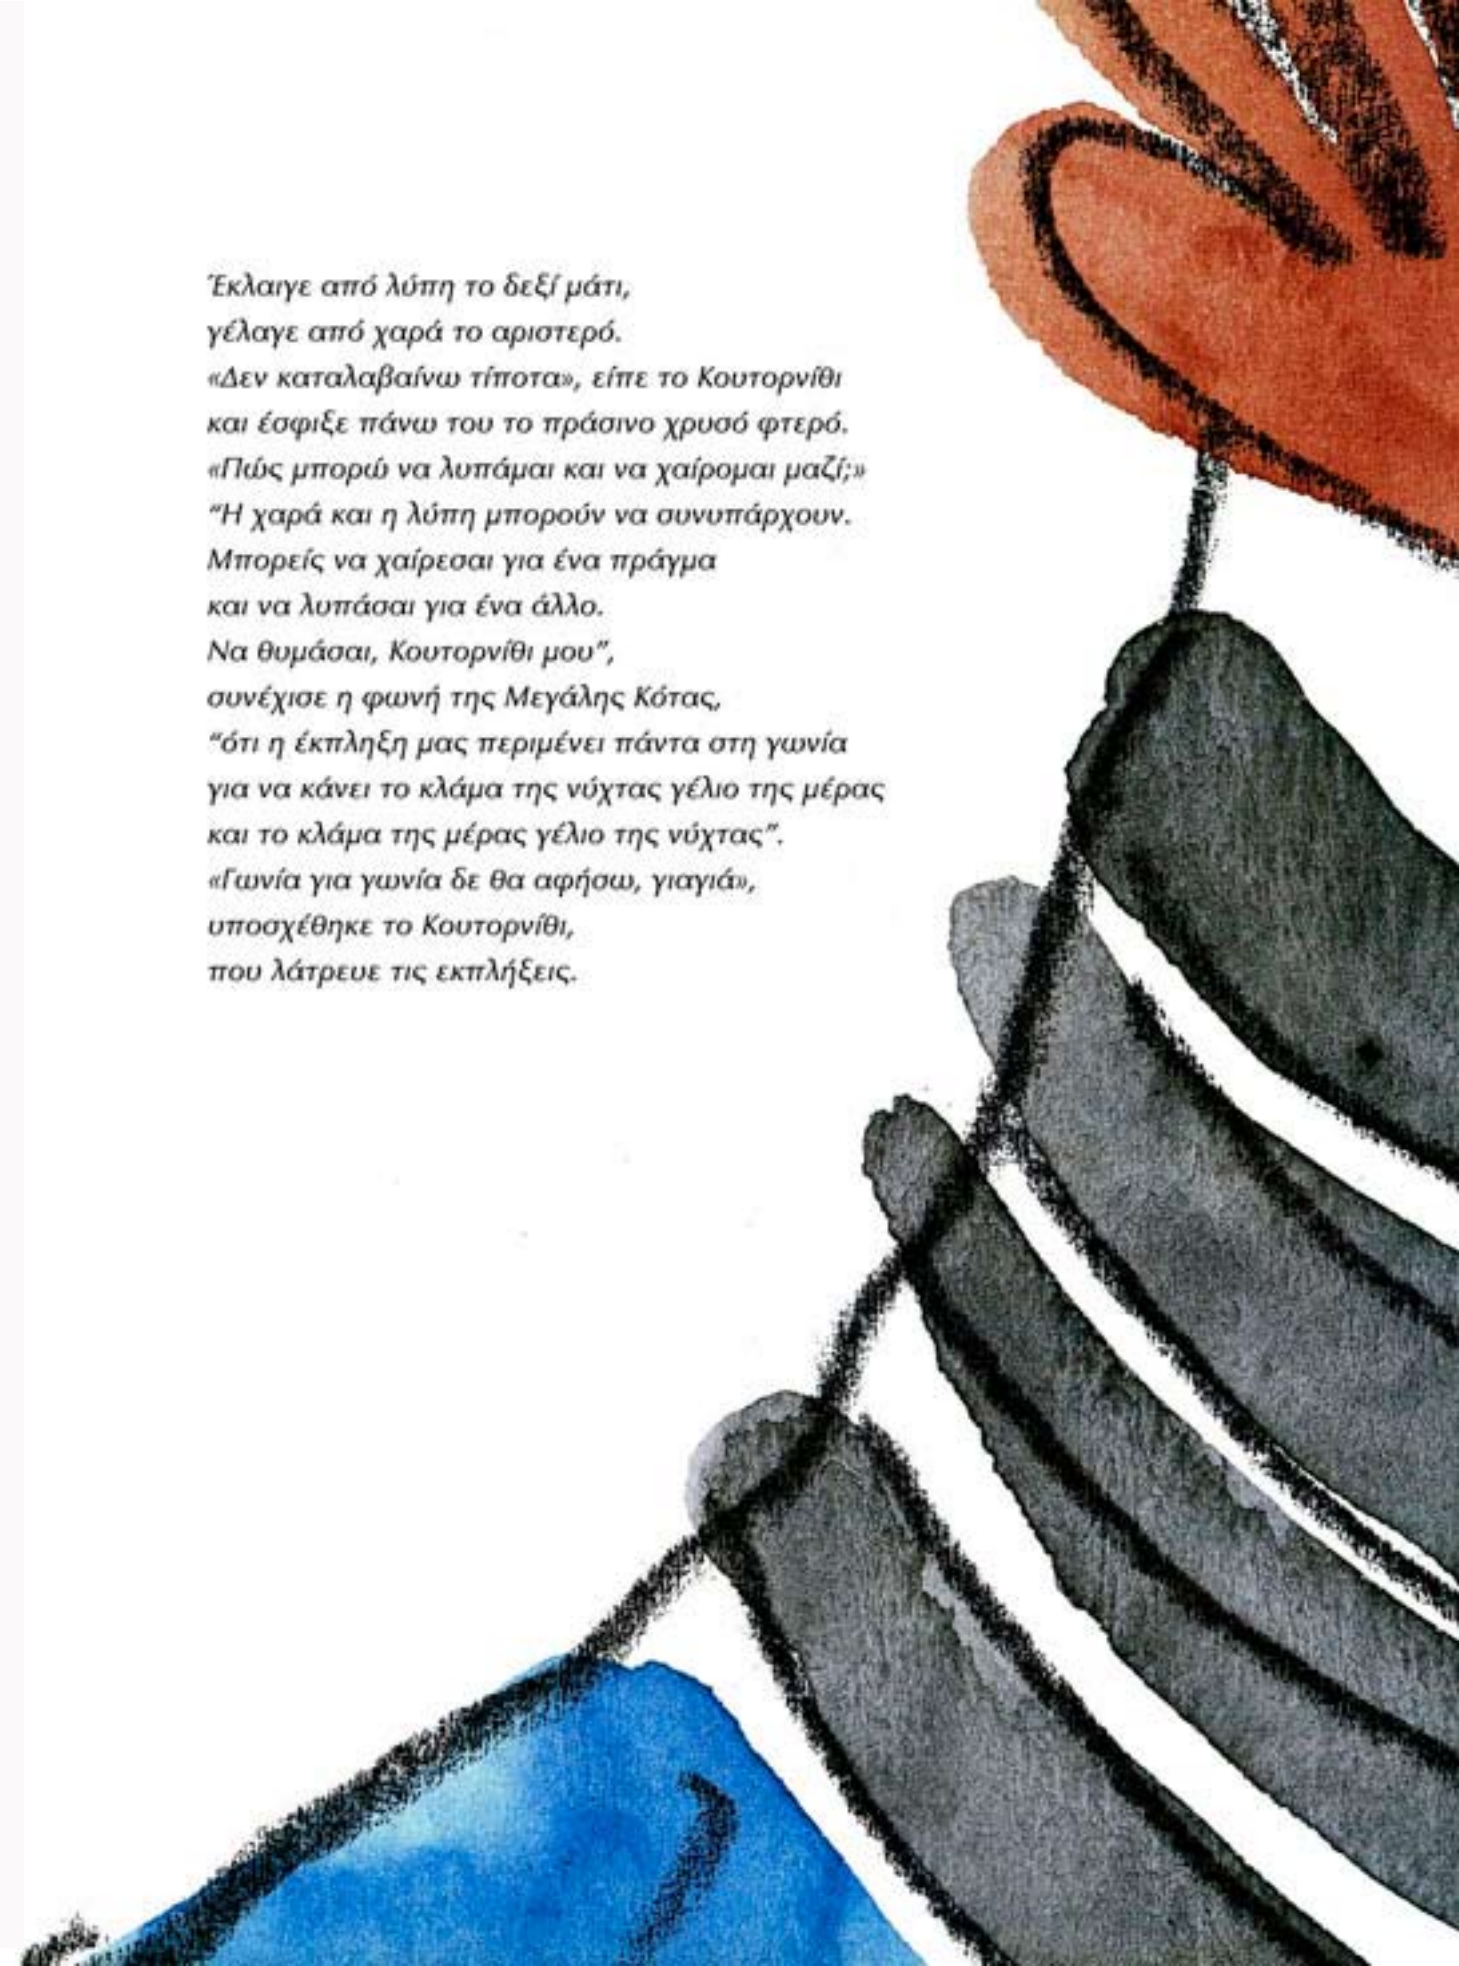 Έκλαιγε από λύπη το δεξί μάτι,
γέλαγε από χαρά το αριστερό.
«Δεν καταλαβαίνω τίποτα», είπε το Κουτορνίθι
και έσφιξε πάνω του το πράσινο χρυσό φτερό.
«Πώς μπορώ να λυπάμαι και να χαίρομαι μαζί;»
“Η χαρά και η λύπη μπορούν να συνυπάρχουν.
Μπορείς να χαίρεσαι για ένα πράγμα
και να λυπάσαι για ένα άλλο.
Να θυμάσαι, Κουτορνίθι μου”,
συνέχισε η φωνή της Μεγάλης Κότας,
“ότι η έκπληξη μας περιμένει πάντα στη γωνία
για να κάνει το κλάμα της νύχτας γέλιο της μέρας
και το κλάμα της μέρας γέλιο της νύχτας”.
«Γωνία για γωνία δε θα αφήσω, γιαγιά»,
υποσχέθηκε το Κουτορνίθι,
που λάτρευε τις εκπλήξεις.